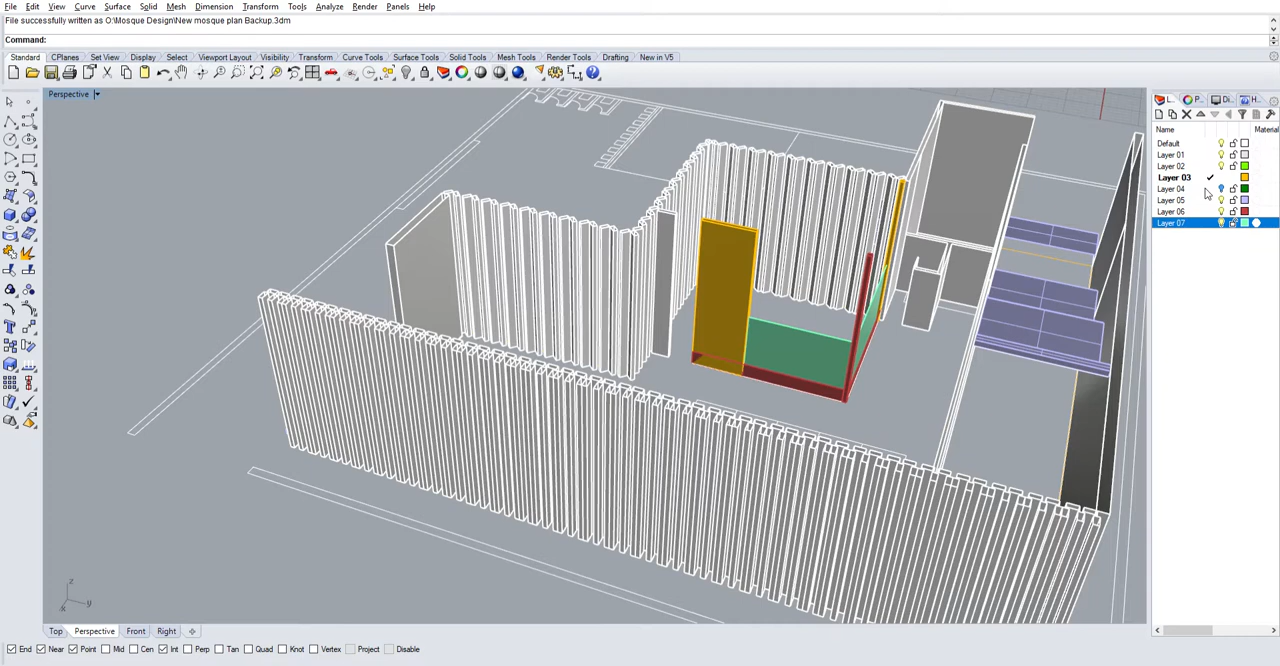 File Edit View Curve Surface Solid Mesh Dimension Transform Tools Analyze Render Panels Help
File successfully written as O:\Mosque Design\New mosque plan Backup.3dm
Command:
Standard CPlanes Set View Display Select Viewport Layout Visibility Transform Curve Tools Surface Tools Solid Tools Mesh Tools Render Tools Drafting New in V5
Perspective
L... P... Di... H...
Name Material
Default
Layer 01
Layer 02
Layer 03
Layer 04
Layer 05
Layer 06
Layer 07
z
x y
Top Perspective Front Right
End Near Point Mid Cen Int Perp Tan Quad Knot Vertex Project Disable